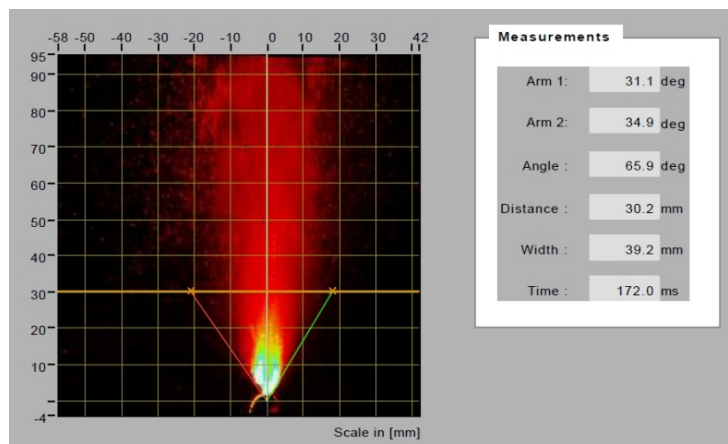 -58 -50 -40 -30 -20 -10 0 10 20 30 42
95
90
80
70
60
50
40
30
20
10
-4
Scale in [mm]
Measurements
Arm 1: 31.1 deg
Arm 2: 34.9 deg
Angle : 65.9 deg
Distance : 30.2 mm
Width : 39.2 mm
Time : 172.0 ms